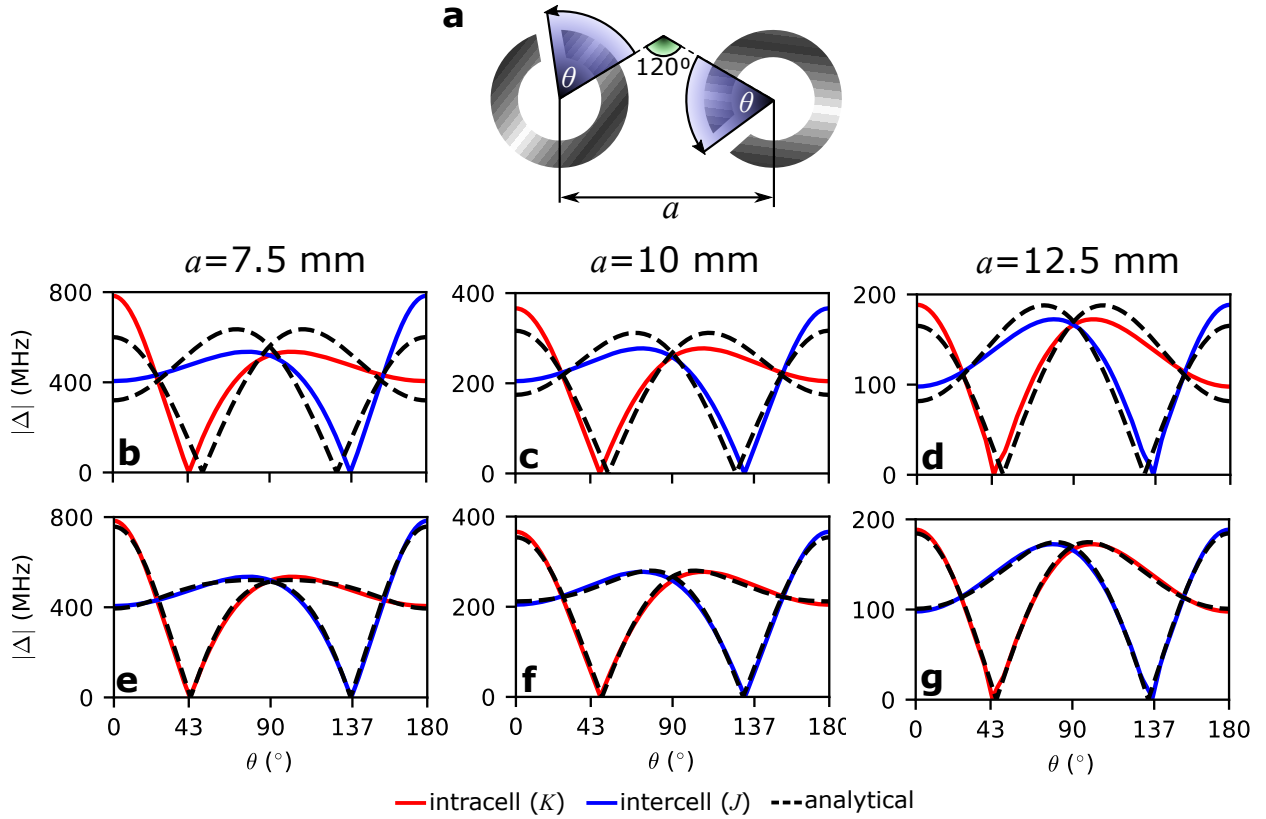 a
θ
120º
θ
a
a=7.5 mm
a=10 mm
a=12.5 mm
|Δ| (MHz)
800
400
0
b
400
200
0
c
200
100
0
d
|Δ| (MHz)
800
400
0
e
0
43
90
137
180
θ (°)
400
200
0
f
0
43
90
137
180
θ (°)
200
100
0
g
0
43
90
137
180
θ (°)
intracell (K)
intercell (J)
analytical